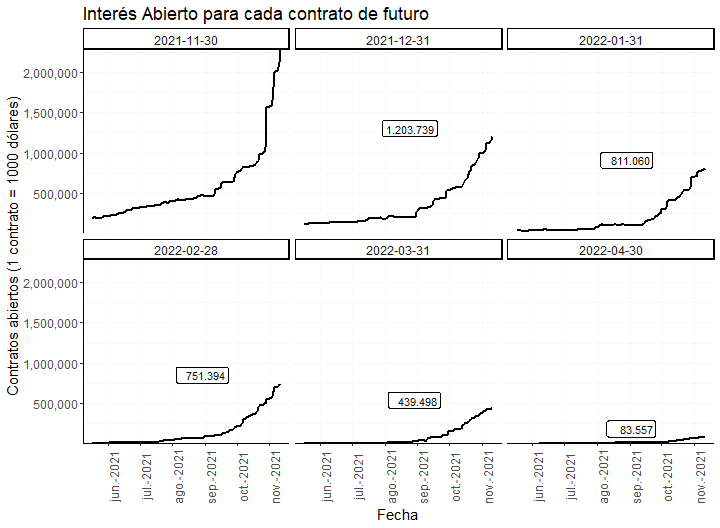 Interés Abierto para cada contrato de futuro
2021-11-30
2021-12-31
2022-01-31
Contratos abiertos (1 contrato = 1000 dólares)
2,000,000
1,500,000
1,000,000
500,000
1.203.739
811.060
2022-02-28
2022-03-31
2022-04-30
2,000,000
1,500,000
1,000,000
500,000
751.394
439.498
83.557
jun.-2021
jul.-2021
ago.-2021
sep.-2021
oct.-2021
nov.-2021
jun.-2021
jul.-2021
ago.-2021
sep.-2021
oct.-2021
nov.-2021
jun.-2021
jul.-2021
ago.-2021
sep.-2021
oct.-2021
nov.-2021
Fecha